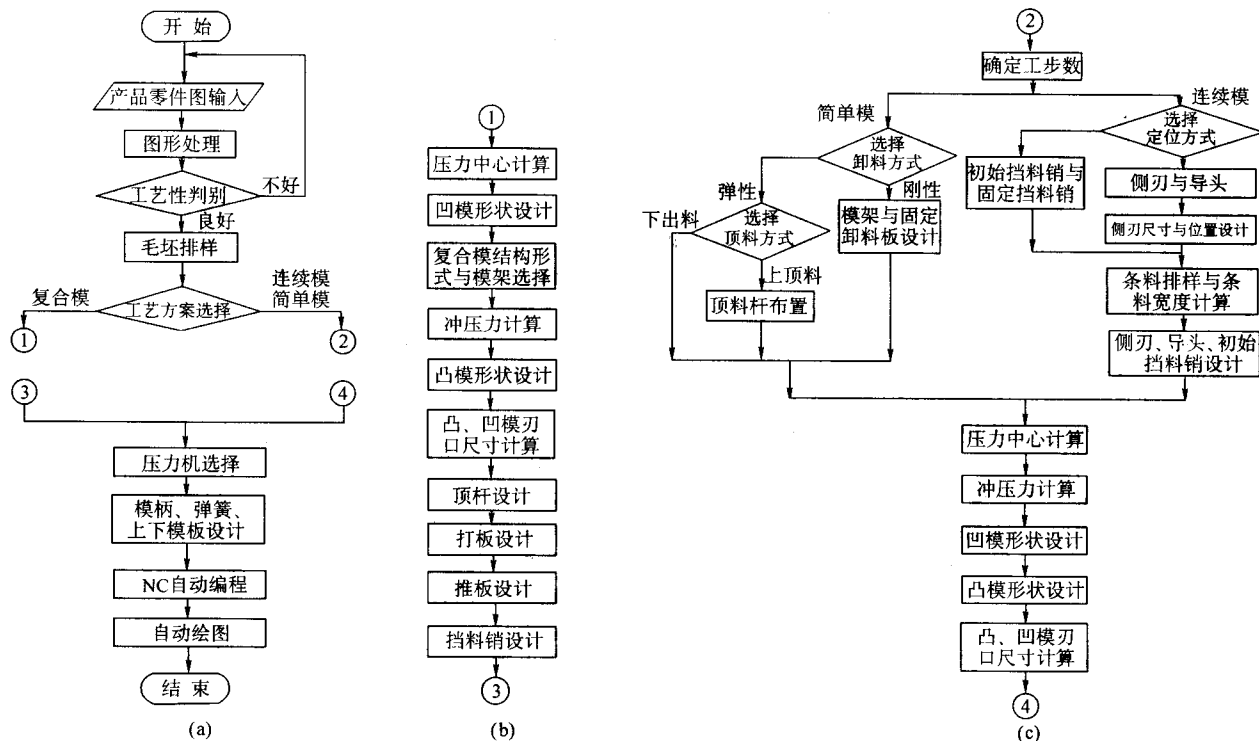 开 始
产品零件图输入
图形处理
工艺性判别
不好
良好
毛坯排样
复合模
工艺方案选择
连续模
简单模
①
②
③
④
压力机选择
模柄、弹簧、
上下模板设计
NC自动编程
自动绘图
结 束
(a)
①
压力中心计算
凹模形状设计
复合模结构形
式与模架选择
冲压力计算
凸模形状设计
凸、凹模刃
口尺寸计算
顶杆设计
打板设计
推板设计
挡料销设计
③
(b)
②
确定工步数
简单模
连续模
选择
卸料方式
选择
定位方式
弹性
刚性
初始挡料销与
固定挡料销
侧刃与导头
侧刃尺寸与位置设计
下出料
选择
顶料方式
模架与固定
卸料板设计
上顶料
顶料杆布置
条料排样与条
料宽度计算
侧刃、导头、初始
挡料销设计
压力中心计算
冲压力计算
凹模形状设计
凸模形状设计
凸、凹模刃
口尺寸计算
④
(c)